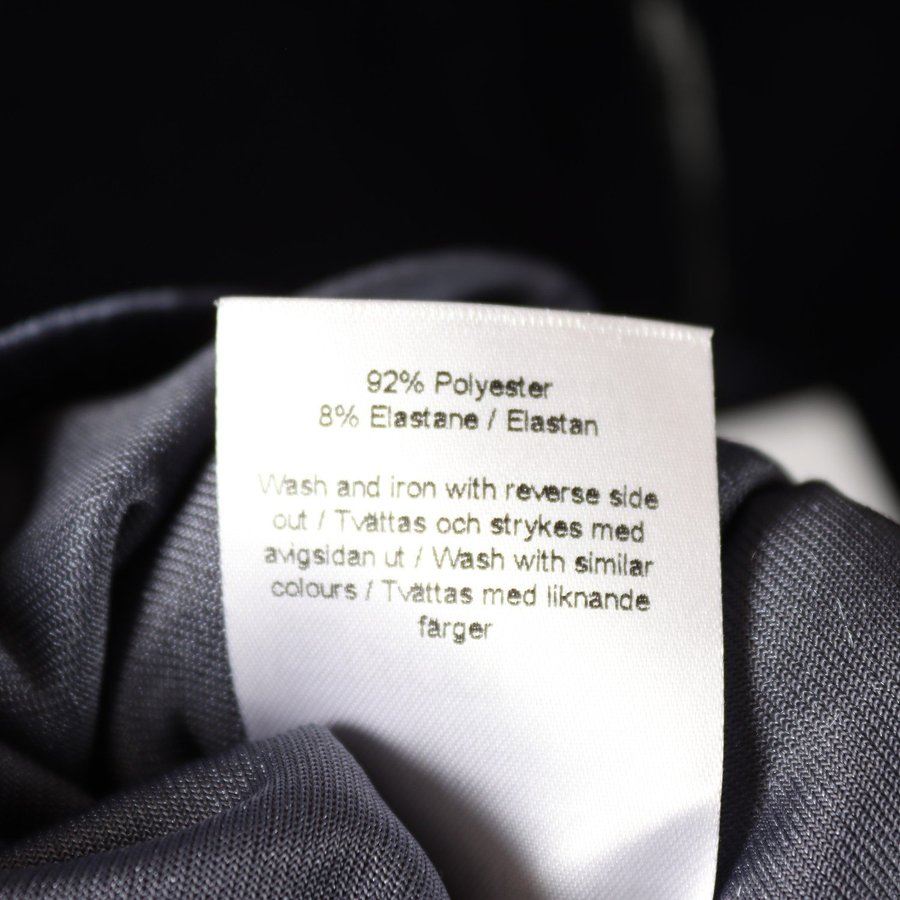 92% Polyester
8% Elastane / Elastan
Wash and iron with reverse side
out / Tvättas och strykes med
avigsidan ut / Wash with similar
colours / Tvättas med liknande
färger